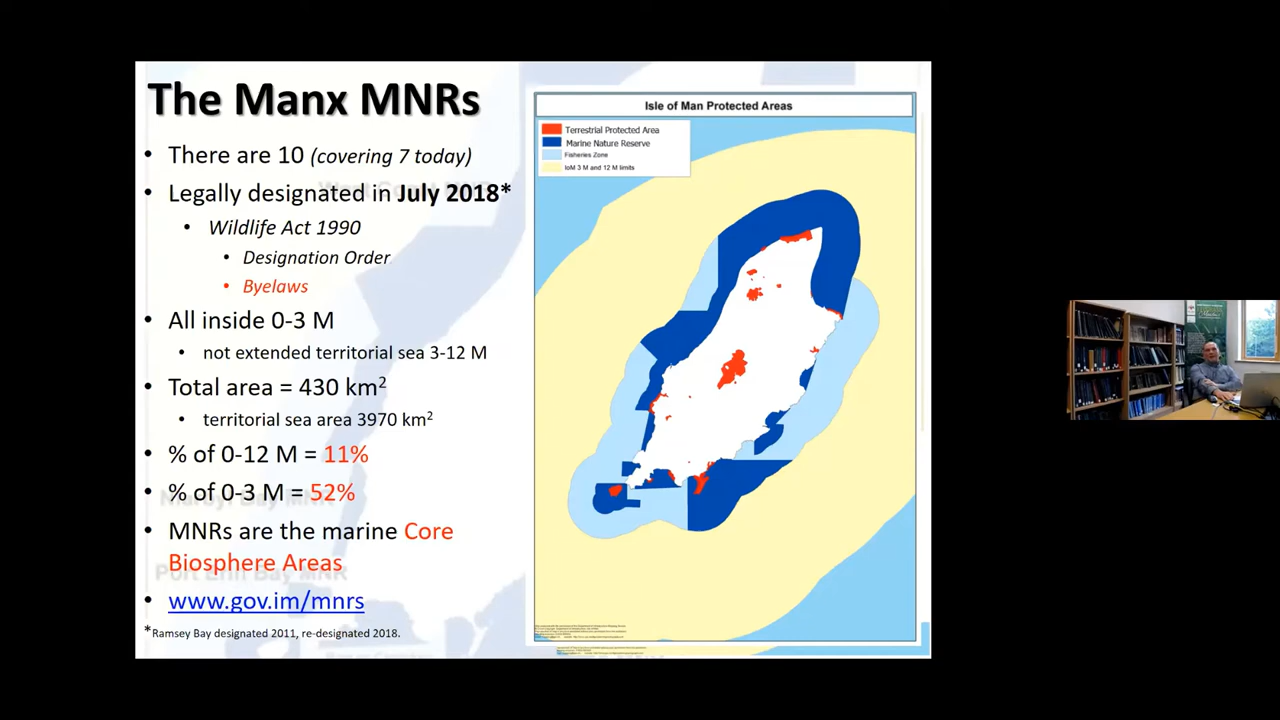 The Manx MNRs
• There are 10 (covering 7 today)
• Legally designated in July 2018*
• Wildlife Act 1990
• Designation Order
• Byelaws
• All inside 0-3 M
• not extended territorial sea 3-12 M
• Total area = 430 km2
• territorial sea area 3970 km2
• % of 0-12 M = 11%
• % of 0-3 M = 52%
• MNRs are the marine Core
Biosphere Areas
• www.gov.im/mnrs
*Ramsey Bay designated 2011, re-designated 2018.
Isle of Man Protected Areas
Terrestrial Protected Area
Marine Nature Reserve
Fisheries Zone
IoM 3 M and 12 M limits